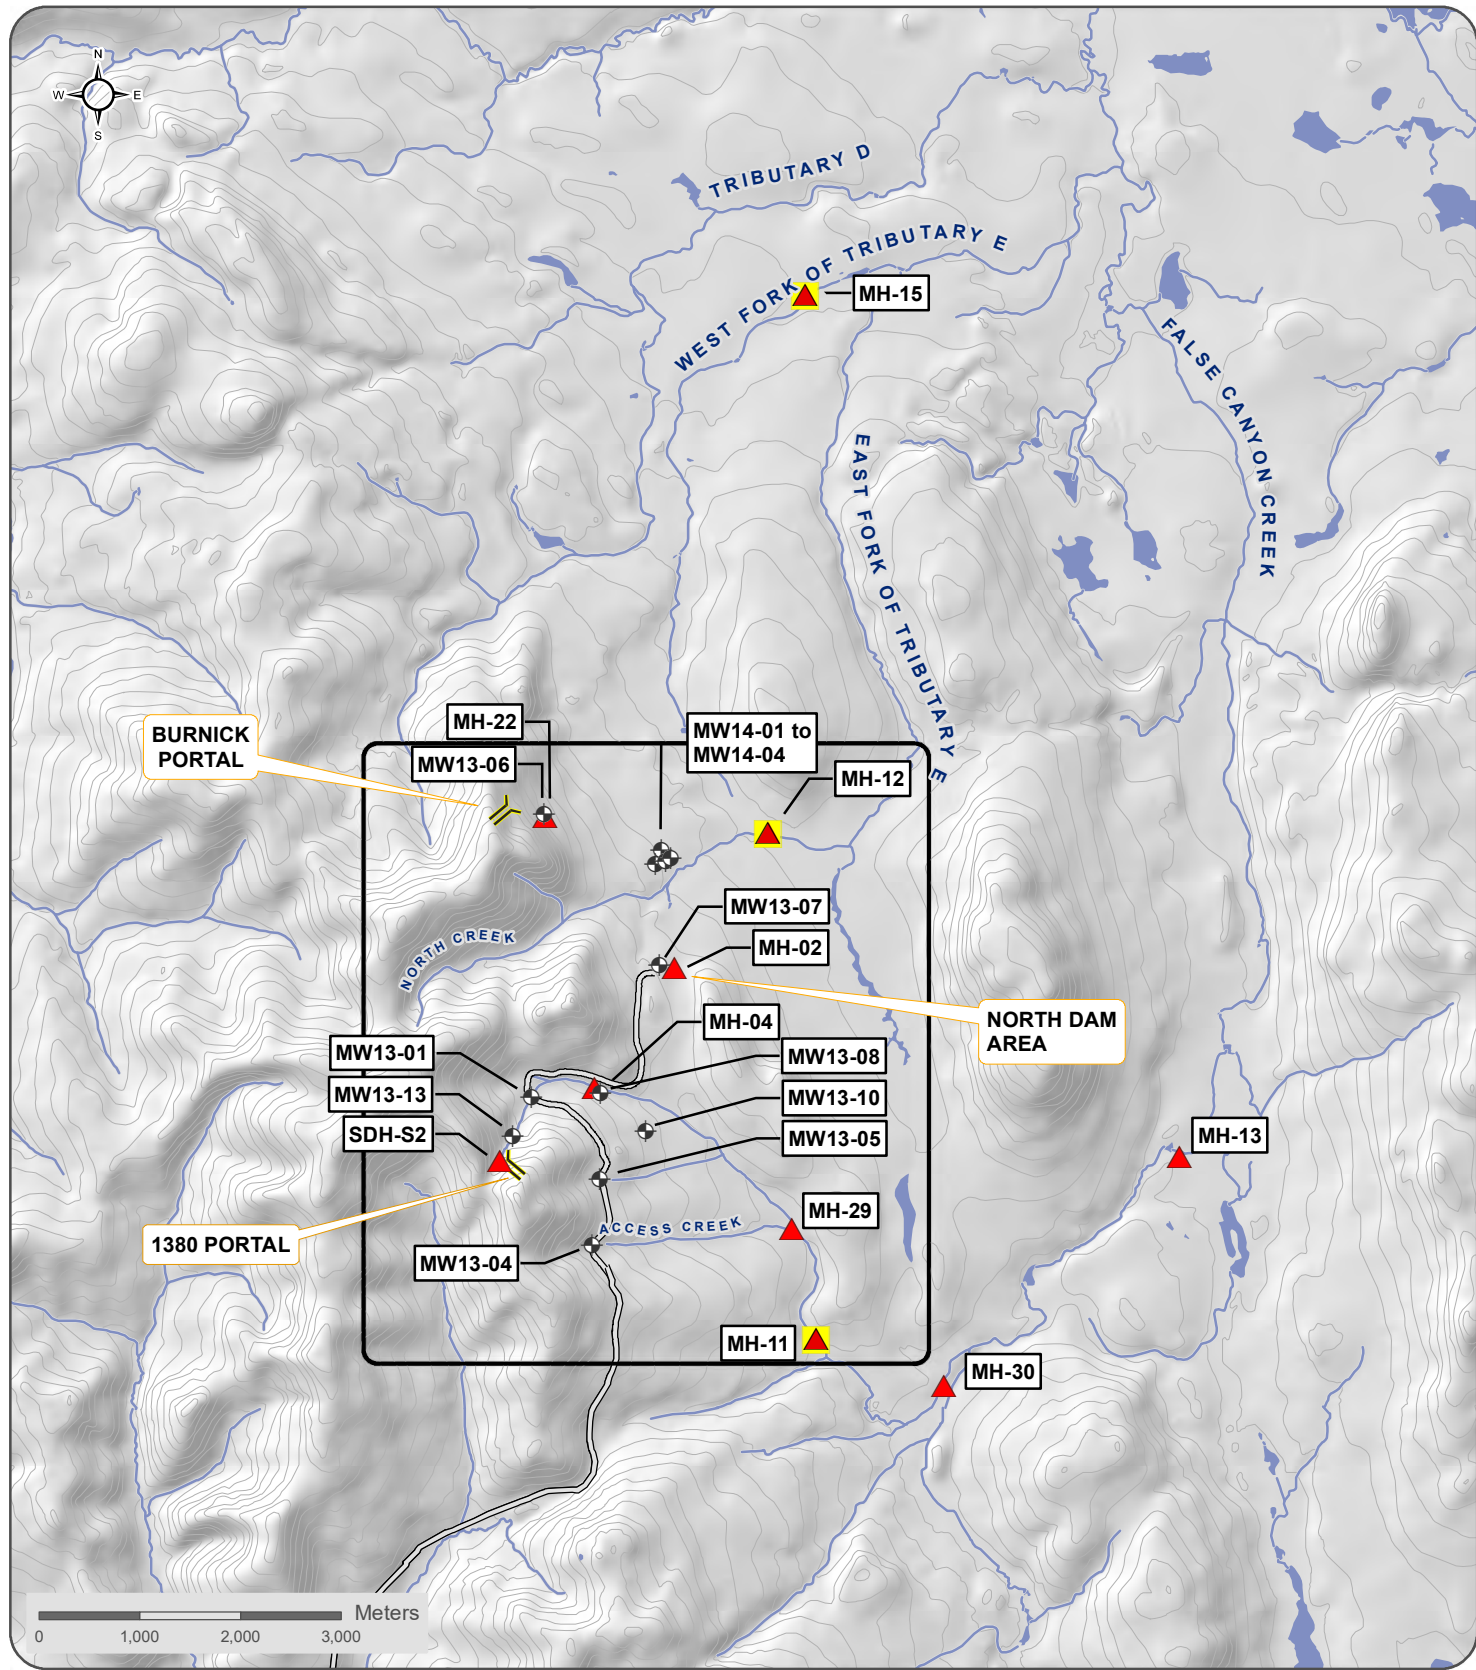 N
W
E
S
TRIBUTARY D
WEST FORK OF TRIBUTARY E
MH-15
FALSE CANYON CREEK
EAST FORK OF TRIBUTARY E
BURNICK
PORTAL
MH-22
MW13-06
MW14-01 to
MW14-04
MH-12
MW13-07
MH-02
NORTH CREEK
NORTH DAM
AREA
MH-04
MW13-01
MW13-08
MW13-13
MW13-10
SDH-S2
MW13-05
MH-13
MH-29
ACCESS CREEK
1380 PORTAL
MW13-04
MH-11
MH-30
Meters
0
1,000
2,000
3,000